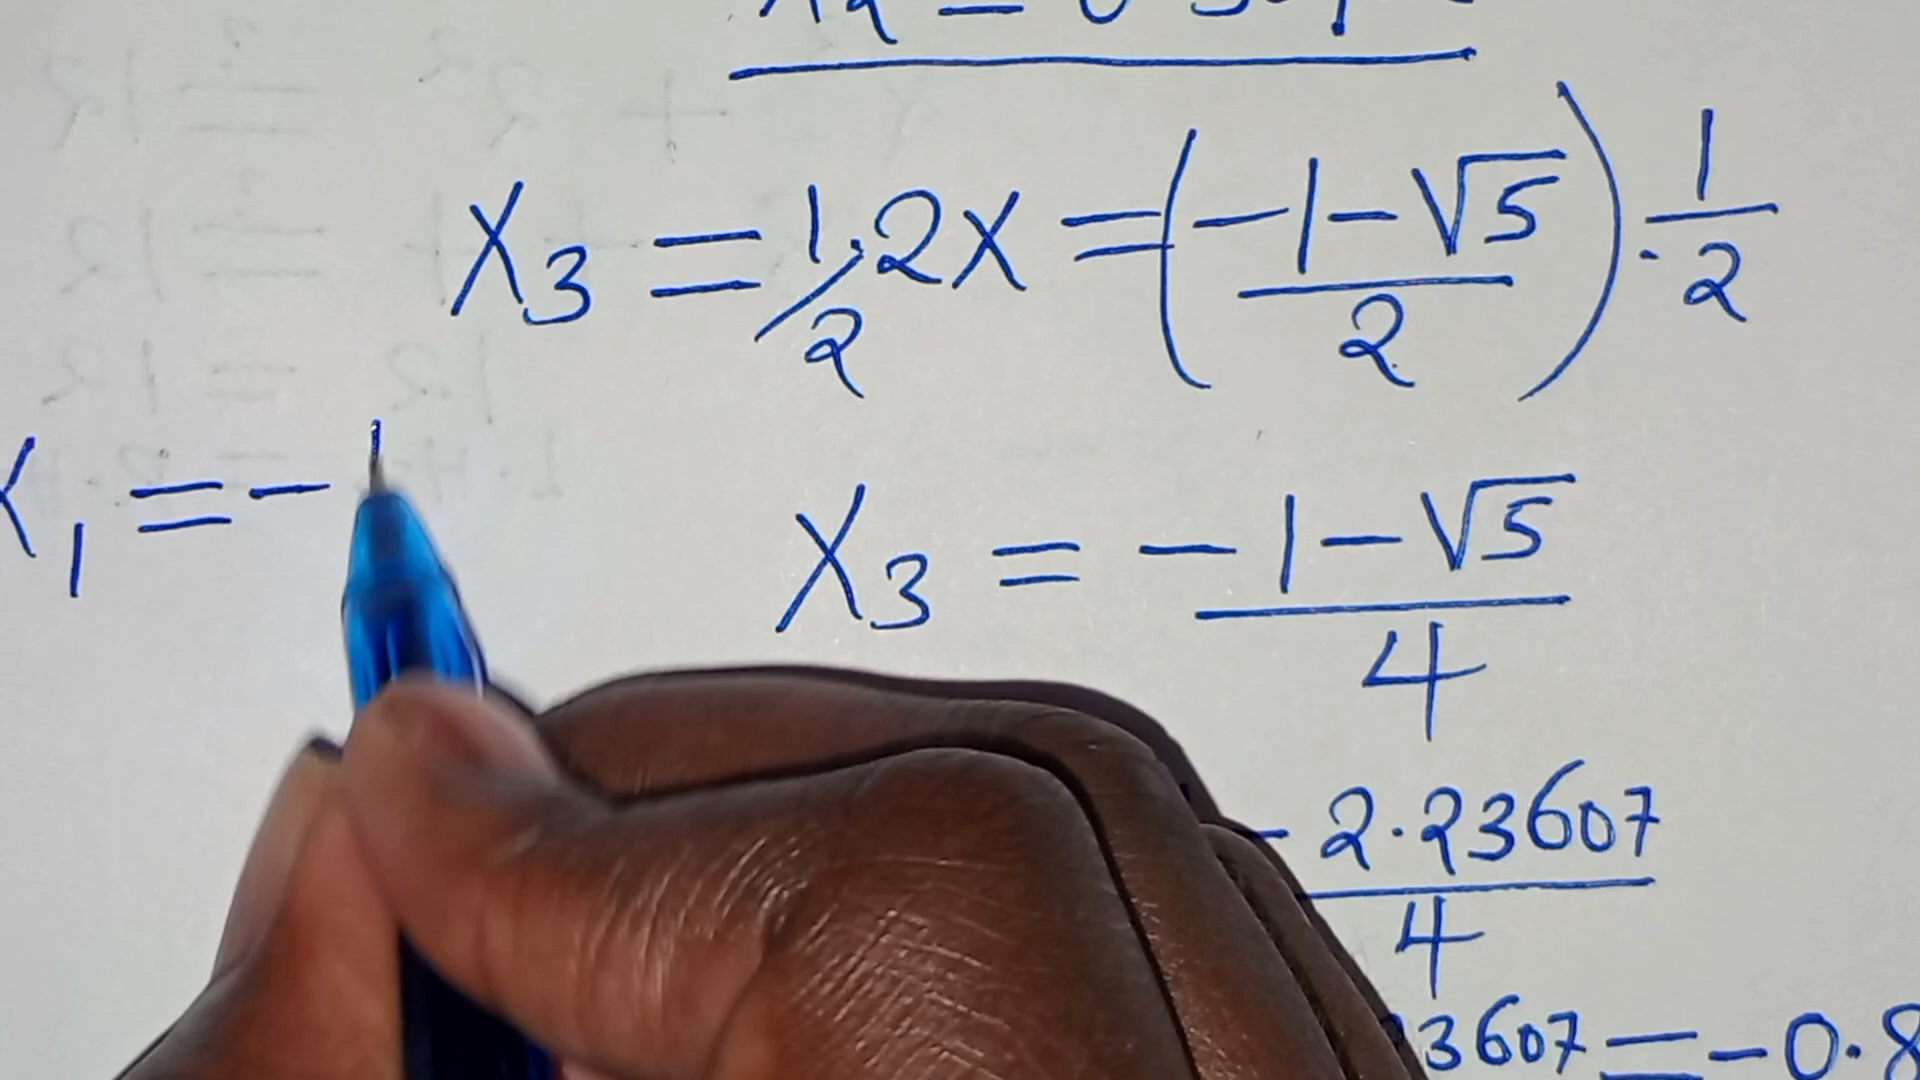 X₃ = 1/2 · 2x = ((-1-√5)/2) · 1/2
x₁ = - 1
X₃ = (-1-√5)/4
- 2.23607
4
3607 = -0.8